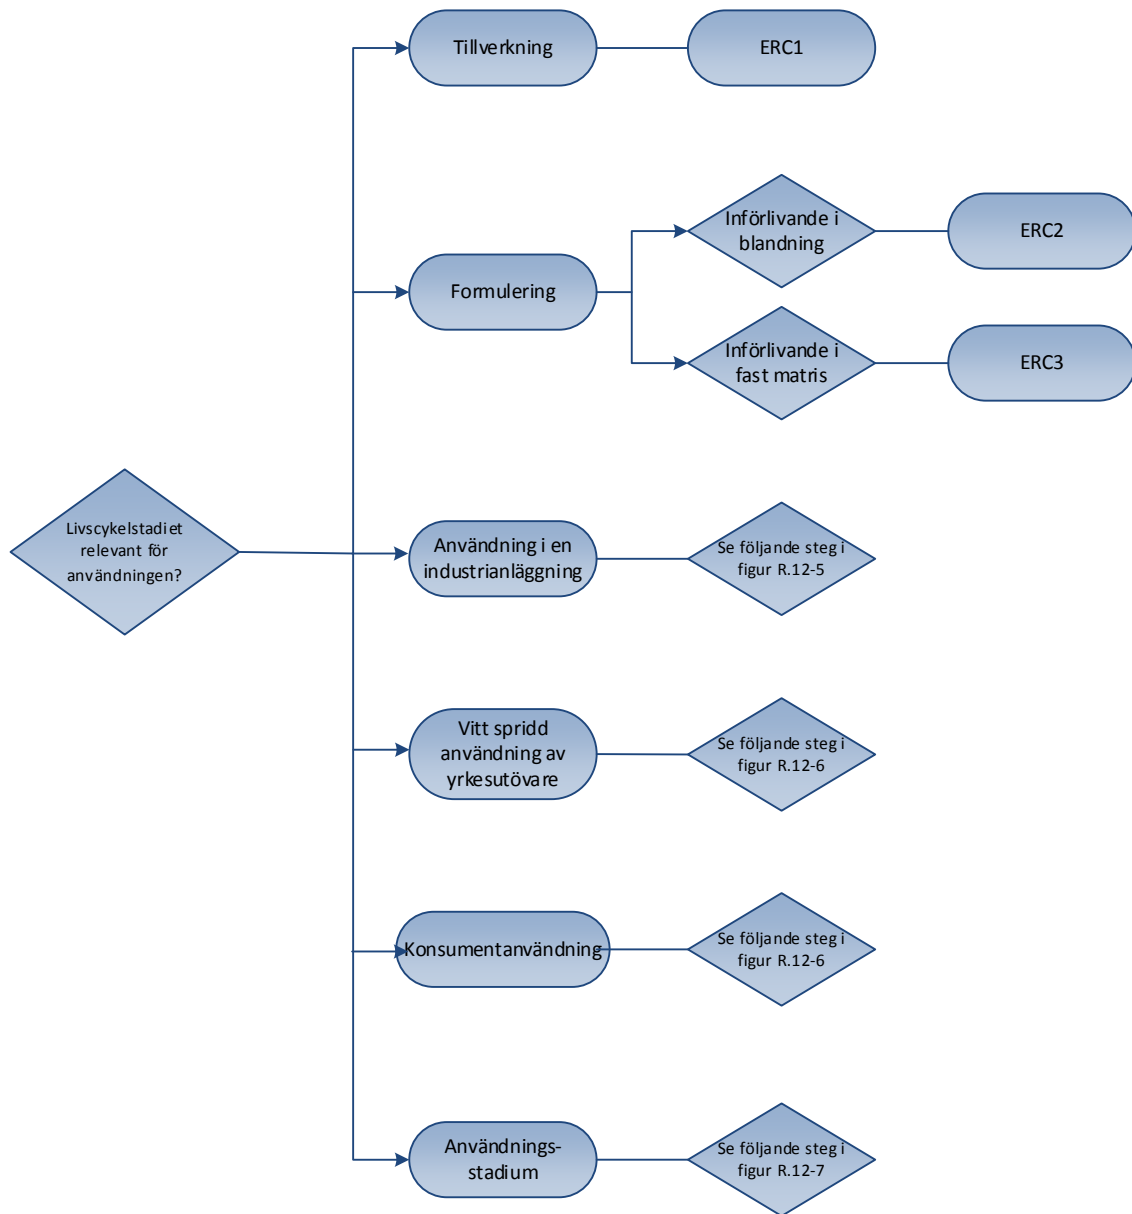 Tillverkning
ERC1
Införlivande i
blandning
ERC2
Formulering
Införlivande i
fast matris
ERC3
Livscykelstadiet
relevant för
användningen?
Användning i en
industrianläggning
Se följande steg i
figur R.12-5
Vitt spridd
användning av
yrkesutövare
Se följande steg i
figur R.12-6
Konsumentanvändning
Se följande steg i
figur R.12-6
Användnings-
stadium
Se följande steg i
figur R.12-7